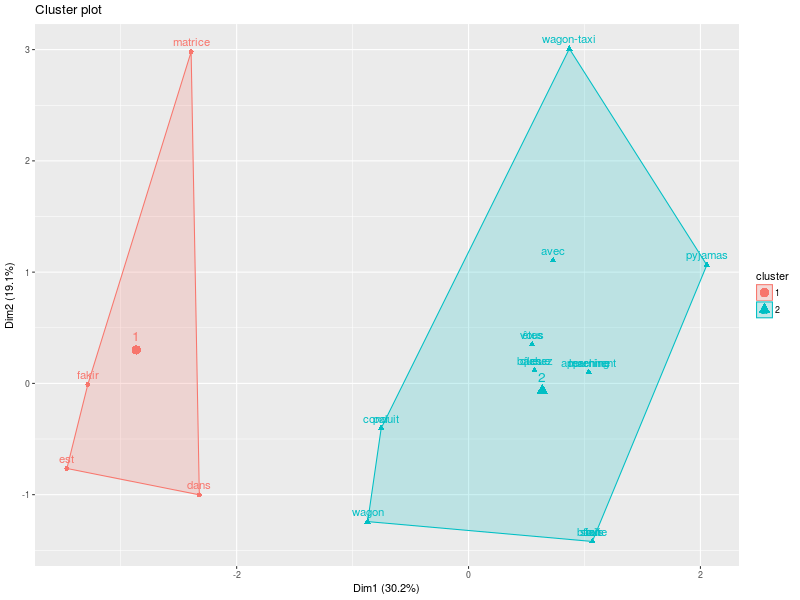 Cluster plot
matrice
wagon-taxi
3
2
avec
pyjamas
cluster
1
2
1
Dim2 (19.1%)
1
fakir
2
0
wagon
est
dans
-1
-2
0
2
Dim1 (30.2%)